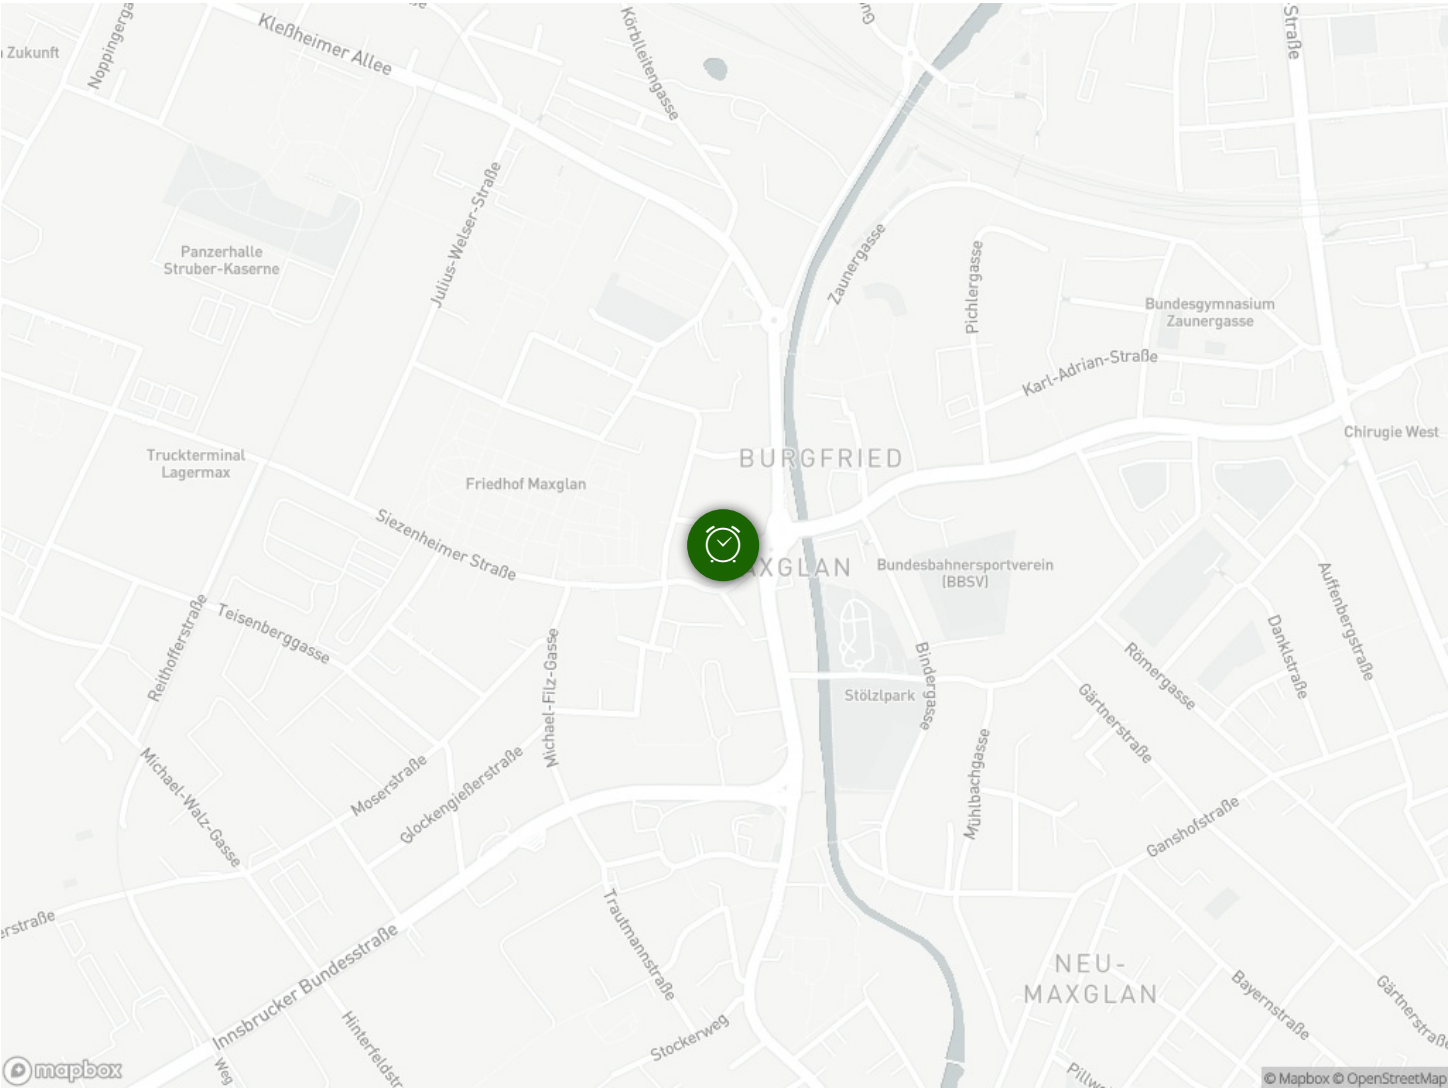 Kleßheimer Allee
Körblleitengasse
Straße
Zukunft
Julius-Welser-Straße
Panzerhalle
Struber-Kaserne
Zaunergasse
Pichlergasse
Bundesgymnasium
Zaunergasse
Karl-Adrian-Straße
Chirugie West
Truckterminal
Lagermax
BURGFRIED
Friedhof Maxglan
Siezenheimer Straße
AXGLAN
Bundesbahnersportverein
(BBSV)
Auffenbergstraße
Reithofferstraße
Teisenberggasse
Danklstraße
Michael-Filz-Gasse
Bindergasse
Römergasse
Stölzlpark
Gärtnerstraße
Mühlbachgasse
Michael-Walz-Gasse
Moserstraße
Glockengießerstraße
Ganshofstraße
erstraße
Trautmannstraße
Innsbrucker Bundesstraße
NEU-
MAXGLAN
Bayernstraße
Gärtnerstraße
Hinterfeldstr
Stockerweg
Weg
mapbox
© Mapbox © OpenStreetMap